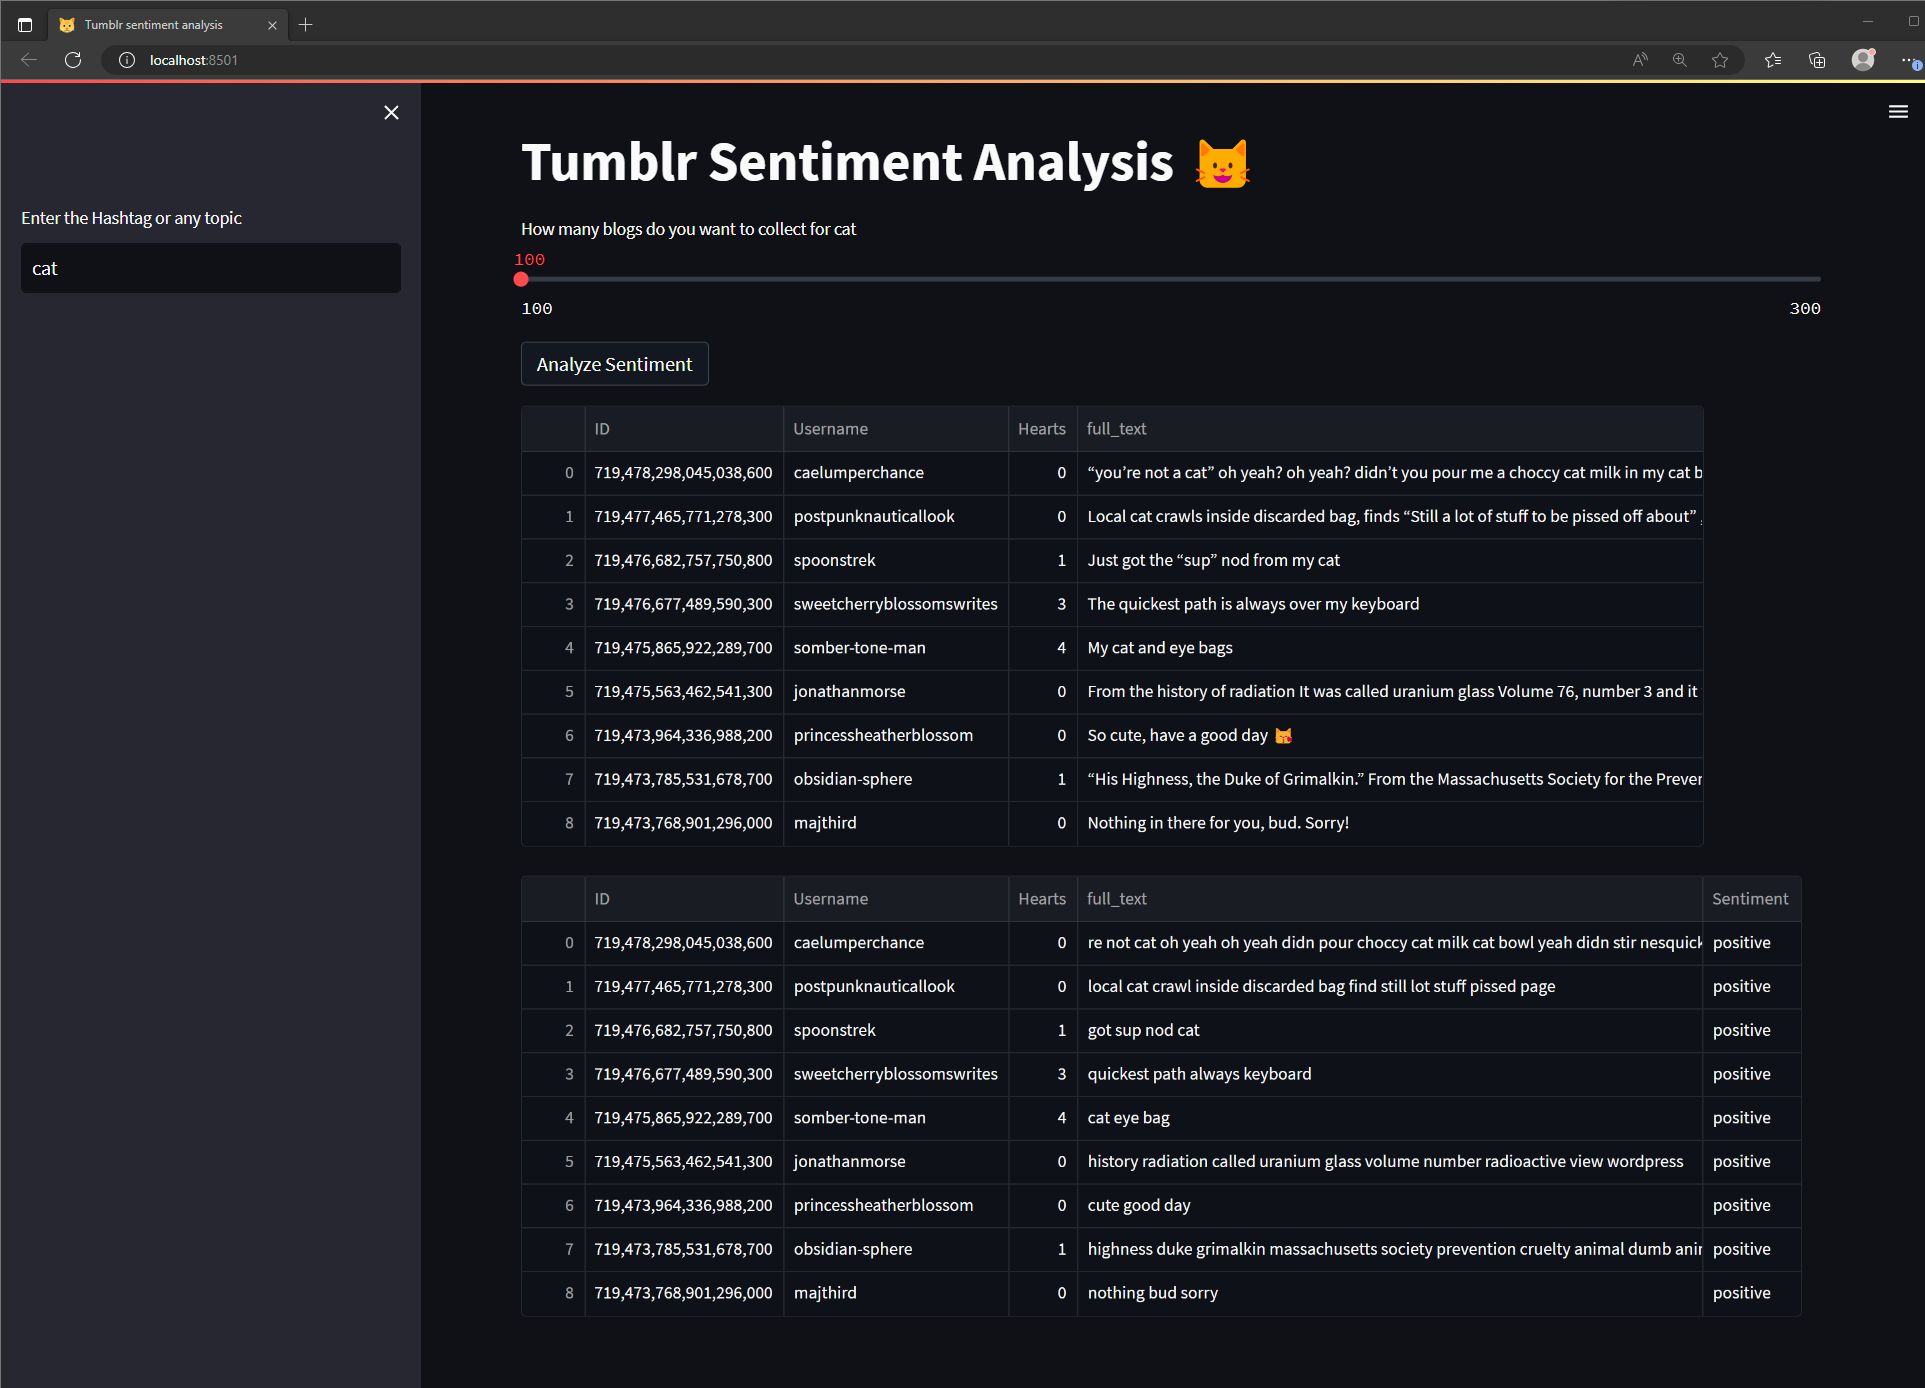 Tumblr sentiment analysis
localhost:8501
Enter the Hashtag or any topic
cat
Tumblr Sentiment Analysis
How many blogs do you want to collect for cat
100
100 300
Analyze Sentiment
ID Username Hearts full_text
0 719,478,298,045,038,600 caelumperchance 0 “you’re not a cat” oh yeah? oh yeah? didn’t you pour me a choccy cat milk in my cat b
1 719,477,465,771,278,300 postpunknauticallook 0 Local cat crawls inside discarded bag, finds “Still a lot of stuff to be pissed off about” ,
2 719,476,682,757,750,800 spoonstrek 1 Just got the “sup” nod from my cat
3 719,476,677,489,590,300 sweetcherryblossomswrites 3 The quickest path is always over my keyboard
4 719,475,865,922,289,700 somber-tone-man 4 My cat and eye bags
5 719,475,563,462,541,300 jonathanmorse 0 From the history of radiation It was called uranium glass Volume 76, number 3 and it
6 719,473,964,336,988,200 princessheatherblossom 0 So cute, have a good day 😽
7 719,473,785,531,678,700 obsidian-sphere 1 “His Highness, the Duke of Grimalkin.” From the Massachusetts Society for the Prever
8 719,473,768,901,296,000 majthird 0 Nothing in there for you, bud. Sorry!
ID Username Hearts full_text Sentiment
0 719,478,298,045,038,600 caelumperchance 0 re not cat oh yeah oh yeah didn pour choccy cat milk cat bowl yeah didn stir nesquick positive
1 719,477,465,771,278,300 postpunknauticallook 0 local cat crawl inside discarded bag find still lot stuff pissed page positive
2 719,476,682,757,750,800 spoonstrek 1 got sup nod cat positive
3 719,476,677,489,590,300 sweetcherryblossomswrites 3 quickest path always keyboard positive
4 719,475,865,922,289,700 somber-tone-man 4 cat eye bag positive
5 719,475,563,462,541,300 jonathanmorse 0 history radiation called uranium glass volume number radioactive view wordpress positive
6 719,473,964,336,988,200 princessheatherblossom 0 cute good day positive
7 719,473,785,531,678,700 obsidian-sphere 1 highness duke grimalkin massachusetts society prevention cruelty animal dumb anir positive
8 719,473,768,901,296,000 majthird 0 nothing bud sorry positive